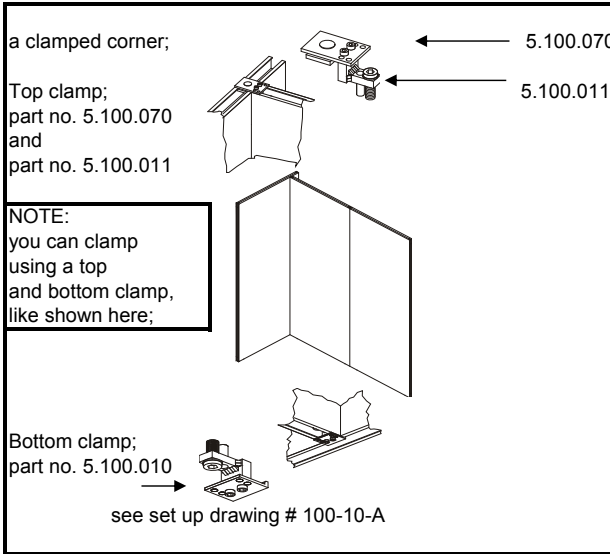 a clamped corner;
5.100.070
Top clamp;
part no. 5.100.070
and
part no. 5.100.011
5.100.011
NOTE:
you can clamp
using a top
and bottom clamp,
like shown here;
Bottom clamp;
part no. 5.100.010
see set up drawing # 100-10-A